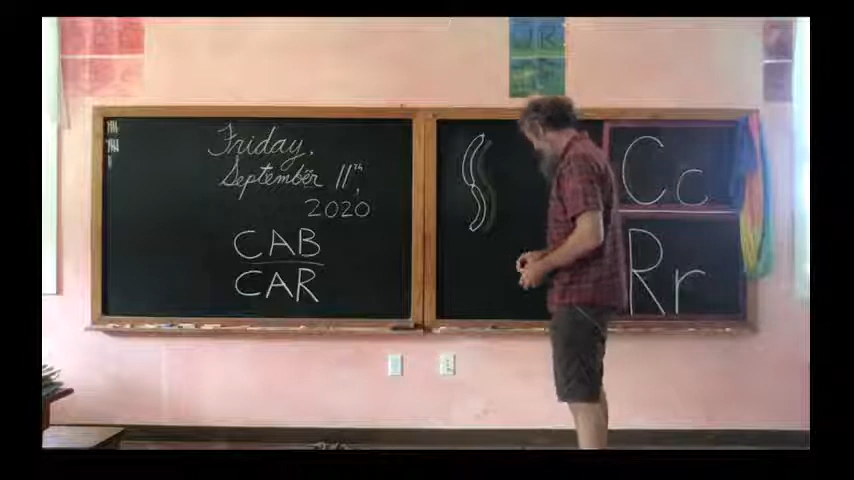 Friday,
September 11th,
2020
CAB
CAR
S
Cc
Rr